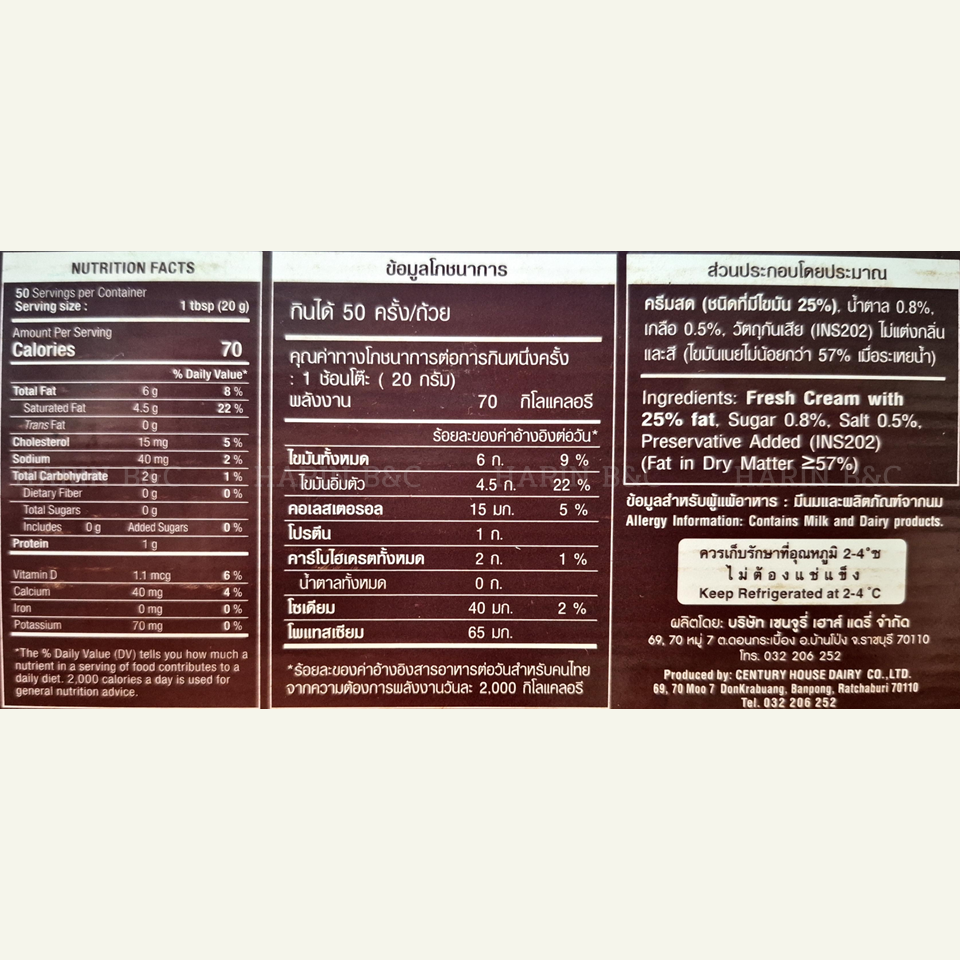 NUTRITION FACTS
50 Servings per Container
Serving size : 1 tbsp (20 g)
Amount Per Serving
Calories 70
% Daily Value*
Total Fat 6 g 8 %
Saturated Fat 4.5 g 22 %
Trans Fat 0 g
Cholesterol 15 mg 5 %
Sodium 40 mg 2 %
Total Carbohydrate 2 g 1 %
Dietary Fiber 0 g 0 %
Total Sugars 0 g
Includes 0 g Added Sugars 0 %
Protein 1 g
Vitamin D 1.1 mcg 6 %
Calcium 40 mg 4 %
Iron 0 mg 0 %
Potassium 70 mg 0 %
*The % Daily Value (DV) tells you how much a
nutrient in a serving of food contributes to a
daily diet. 2,000 calories a day is used for
general nutrition advice.
ข้อมูลโภชนาการ
กินได้ 50 ครั้ง/ถ้วย
คุณค่าทางโภชนาการต่อการกินหนึ่งครั้ง
: 1 ช้อนโต๊ะ ( 20 กรัม)
พลังงาน 70 กิโลแคลอรี
ร้อยละของค่าอ้างอิงต่อวัน*
ไขมันทั้งหมด 6 ก. 9 %
ไขมันอิ่มตัว 4.5 ก. 22 %
คอเลสเตอรอล 15 มก. 5 %
โปรตีน 1 ก.
คาร์โบไฮเดรตทั้งหมด 2 ก. 1 %
น้ำตาลทั้งหมด 0 ก.
โซเดียม 40 มก. 2 %
โพแทสเซียม 65 มก.
*ร้อยละของค่าอ้างอิงสารอาหารต่อวันสำหรับคนไทย
จากความต้องการพลังงานวันละ 2,000 กิโลแคลอรี
ส่วนประกอบโดยประมาณ
ครีมสด (ชนิดที่มีไขมัน 25%), น้ำตาล 0.8%,
เกลือ 0.5%, วัตถุกันเสีย (INS202) ไม่แต่งกลิ่น
และสี (ไขมันเนยไม่น้อยกว่า 57% เมื่อระเหยน้ำ)
Ingredients: Fresh Cream with
25% fat, Sugar 0.8%, Salt 0.5%,
Preservative Added (INS202)
(Fat in Dry Matter ≥57%)
ข้อมูลสำหรับผู้แพ้อาหาร : มีนมและผลิตภัณฑ์จากนม
Allergy Information: Contains Milk and Dairy products.
ควรเก็บรักษาที่อุณหภูมิ 2-4°ซ
ไม่ต้องแช่แข็ง
Keep Refrigerated at 2-4 °C
ผลิตโดย: บริษัท เซนจูรี่ เฮาส์ แดรี่ จำกัด
69, 70 หมู่ 7 ต.ดอนกระเบื้อง อ.บ้านโป่ง จ.ราชบุรี 70110
โทร. 032 206 252
Produced by: CENTURY HOUSE DAIRY CO.,LTD.
69, 70 Moo 7 DonKrabuang, Banpong, Ratchaburi 70110
Tel. 032 206 252
HARIN B&C HARIN B&C HARIN B&C HARIN B&C